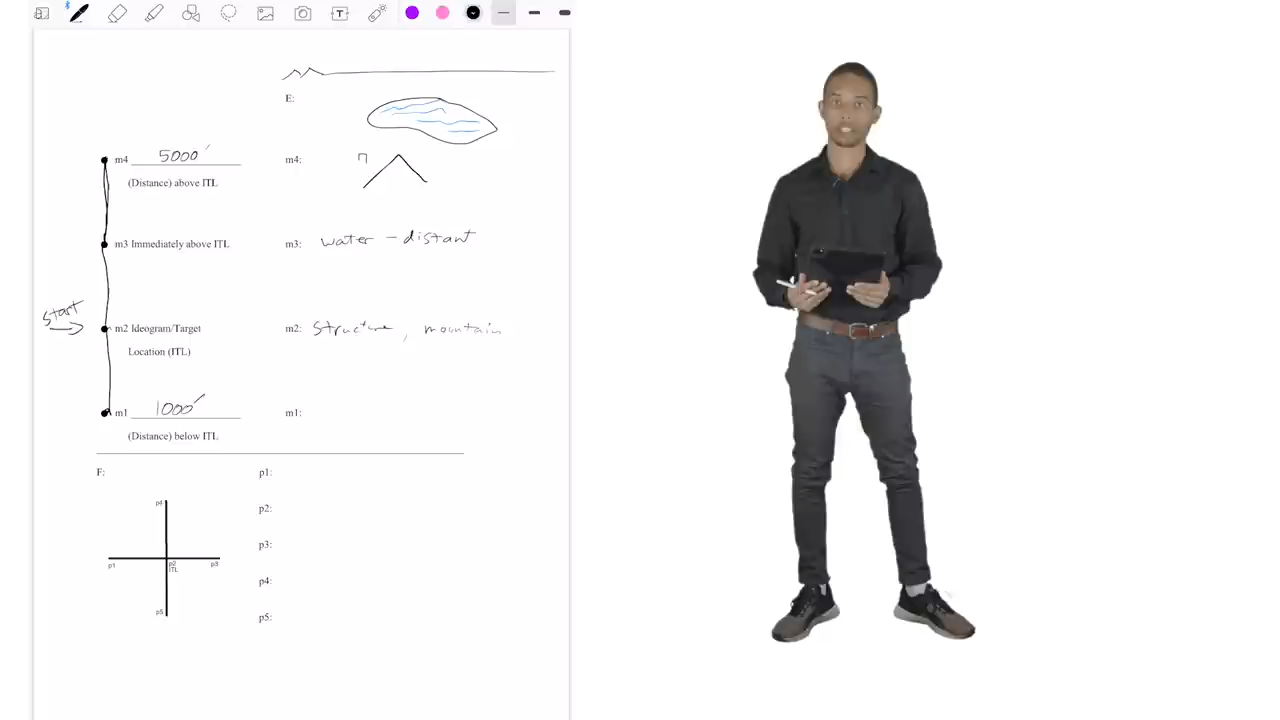 E:
m4 5000' m4:
(Distance) above ITL
m3 Immediately above ITL m3: water - distant
start
m2 Ideogram/Target m2: structure, mountain
Location (ITL)
m1 1000' m1:
(Distance) below ITL
F: p1:
p4 p2:
p3:
p1 p2 p3
ITL
p4:
p5 p5: